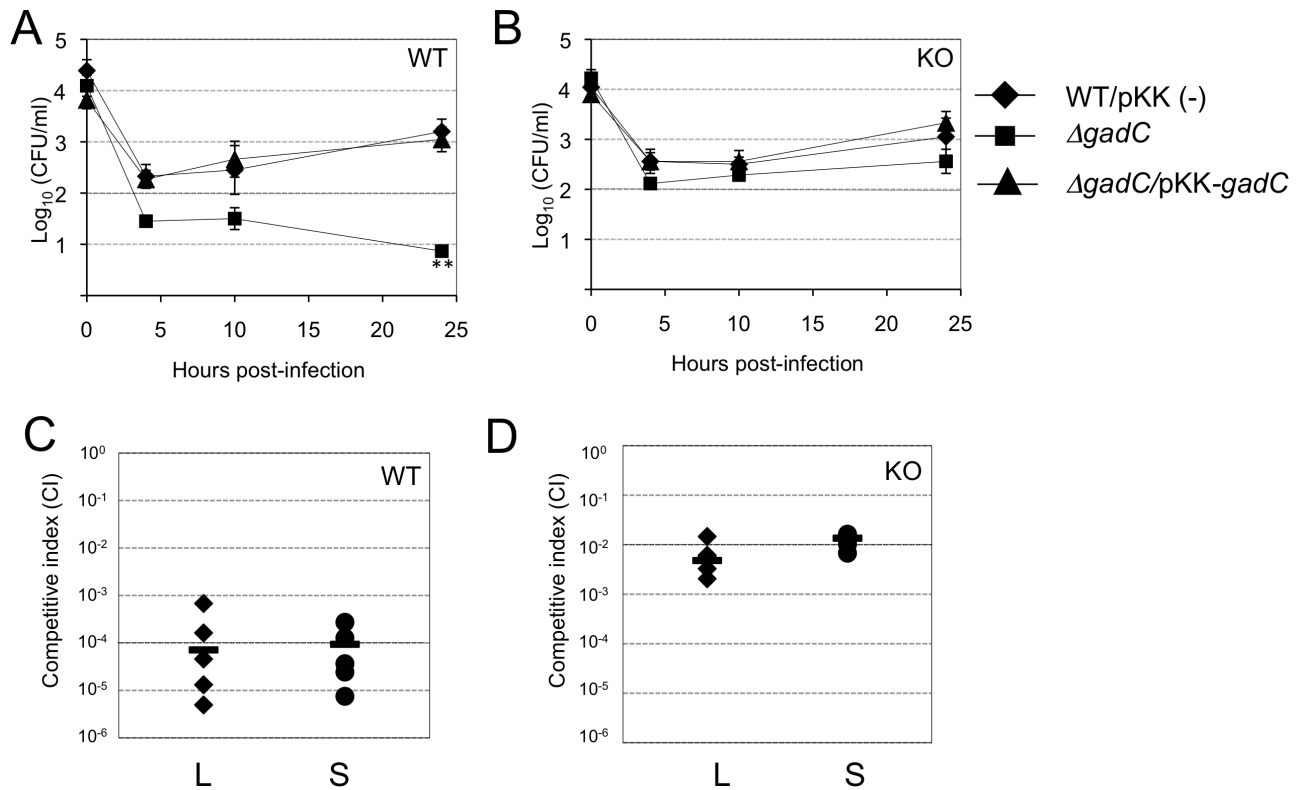 A
B
5
4
3
2
1
WT
Log10 (CFU/ml)
0 5 10 15 20 25
Hours post-infection
**
5
4
3
2
1
KO
Log10 (CFU/ml)
0 5 10 15 20 25
Hours post-infection
WT/pKK (-)
ΔgadC
ΔgadC/pKK-gadC
C
D
10^0
10^-1
10^-2
10^-3
10^-4
10^-5
10^-6
WT
Competitive index (CI)
L S
10^0
10^-1
10^-2
10^-3
10^-4
10^-5
10^-6
KO
Competitive index (CI)
L S